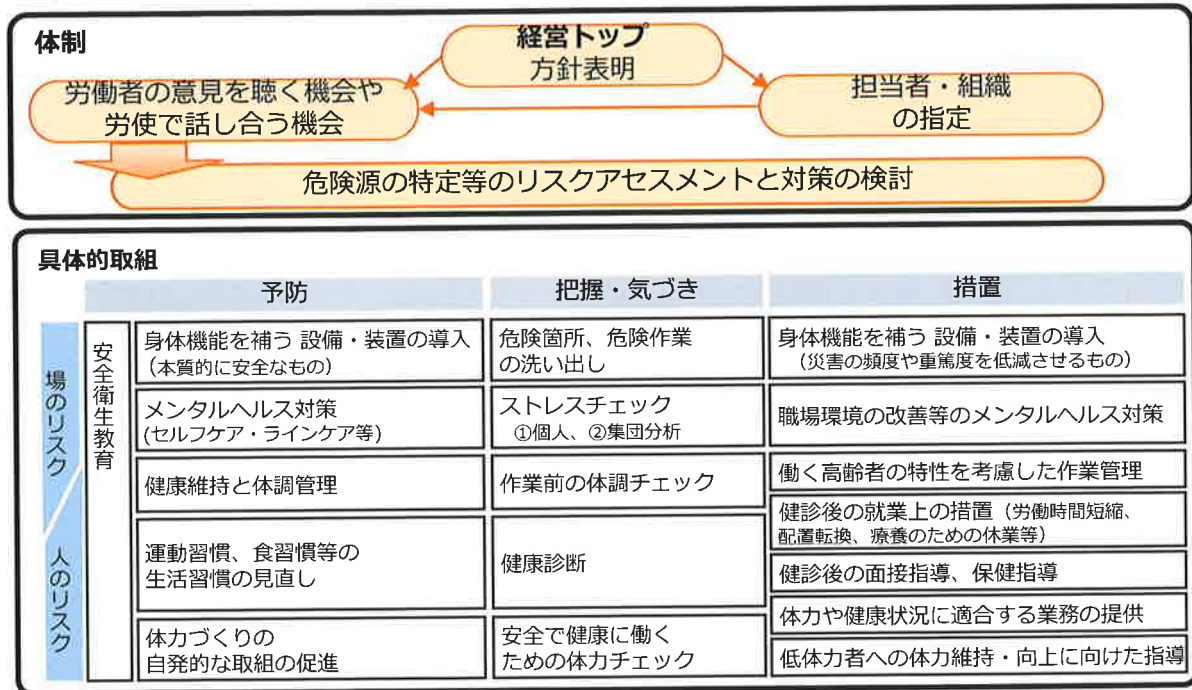 体制
経営トップ
方針表明
労働者の意見を聴く機会や
労使で話し合う機会
担当者・組織
の指定
危険源の特定等のリスクアセスメントと対策の検討
具体的取組
予防
把握・気づき
措置
場のリスク
人のリスク
安全衛生教育
身体機能を補う 設備・装置の導入
（本質的に安全なもの）
危険箇所、危険作業
の洗い出し
身体機能を補う 設備・装置の導入
（災害の頻度や重篤度を低減させるもの）
メンタルヘルス対策
(セルフケア・ラインケア等)
ストレスチェック
①個人、②集団分析
職場環境の改善等のメンタルヘルス対策
健康維持と体調管理
作業前の体調チェック
働く高齢者の特性を考慮した作業管理
運動習慣、食習慣等の
生活習慣の見直し
健康診断
健診後の就業上の措置（労働時間短縮、
配置転換、療養のための休業等）
健診後の面接指導、保健指導
体力づくりの
自発的な取組の促進
安全で健康に働く
ための体力チェック
体力や健康状況に適合する業務の提供
低体力者への体力維持・向上に向けた指導